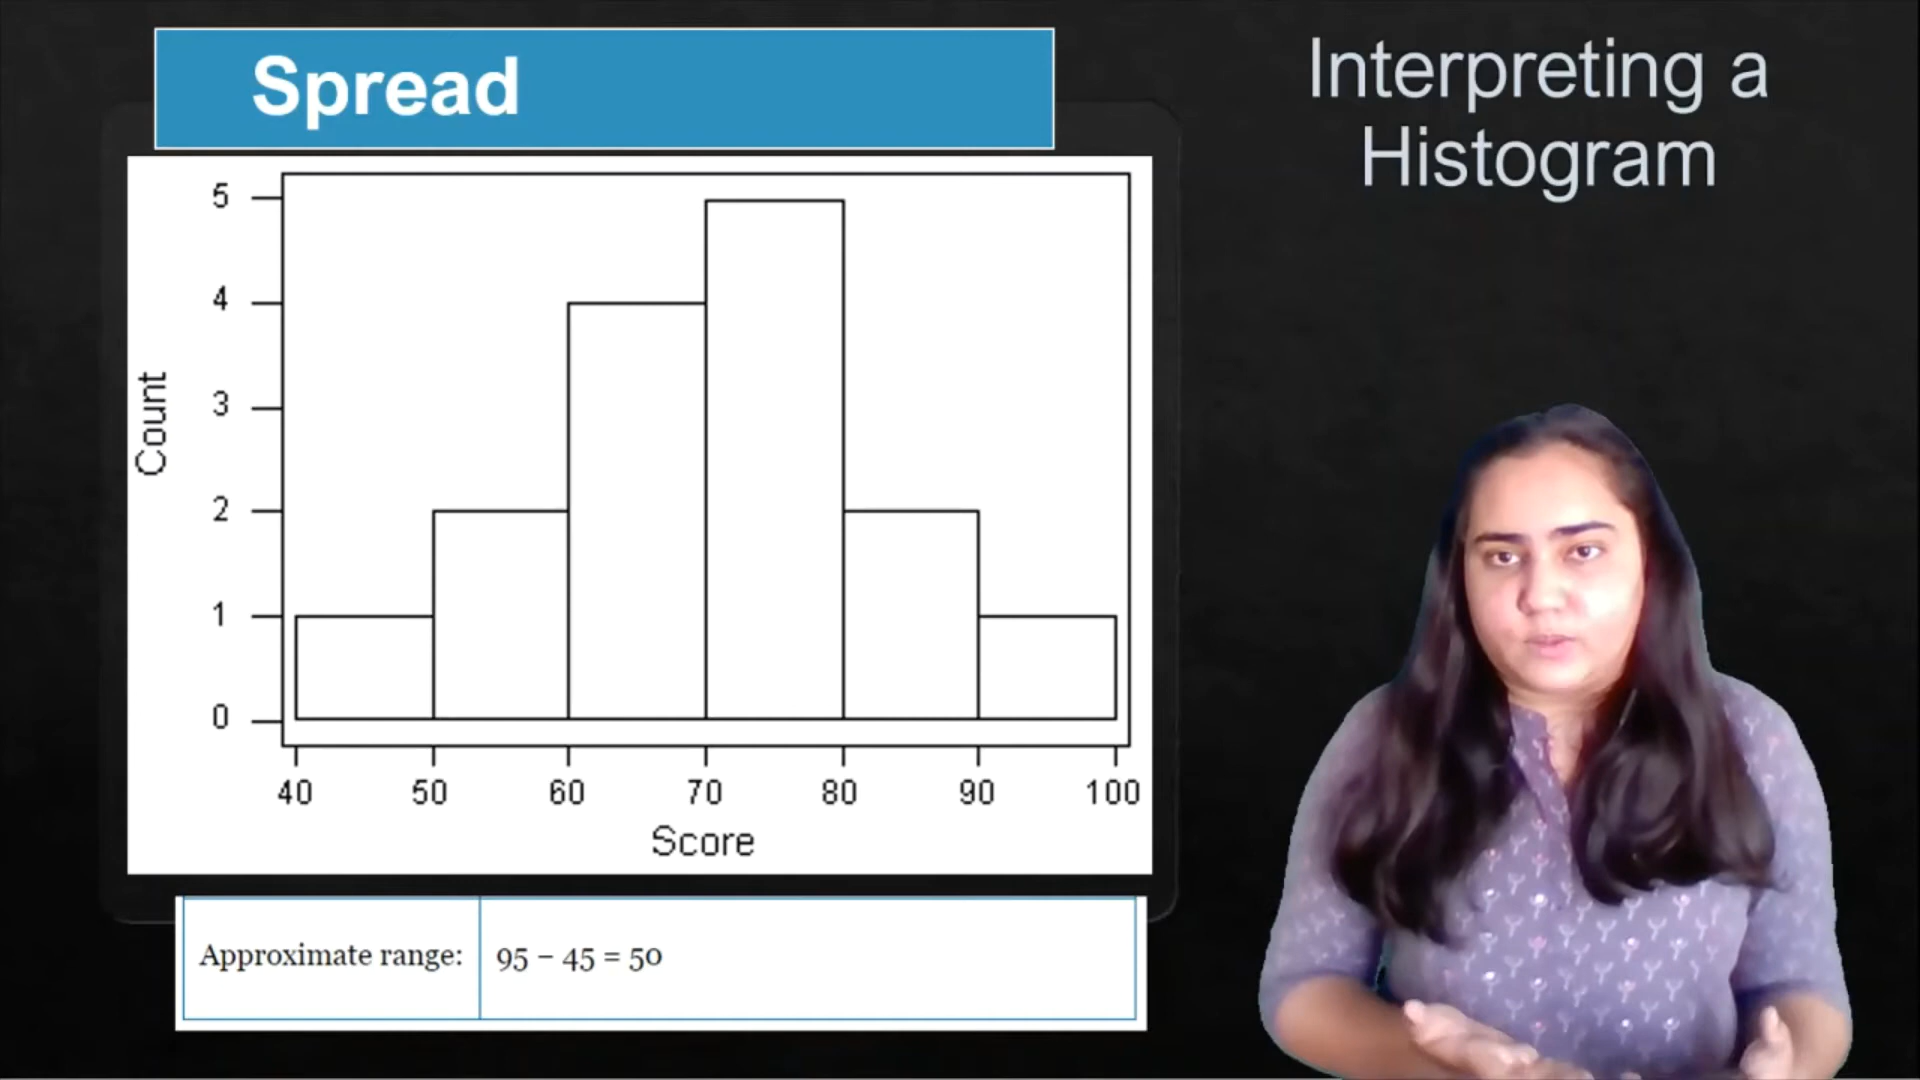 Spread
Interpreting a
Histogram
5
4
3
2
1
0
Count
40 50 60 70 80 90 100
Score
Approximate range: 95 – 45 = 50